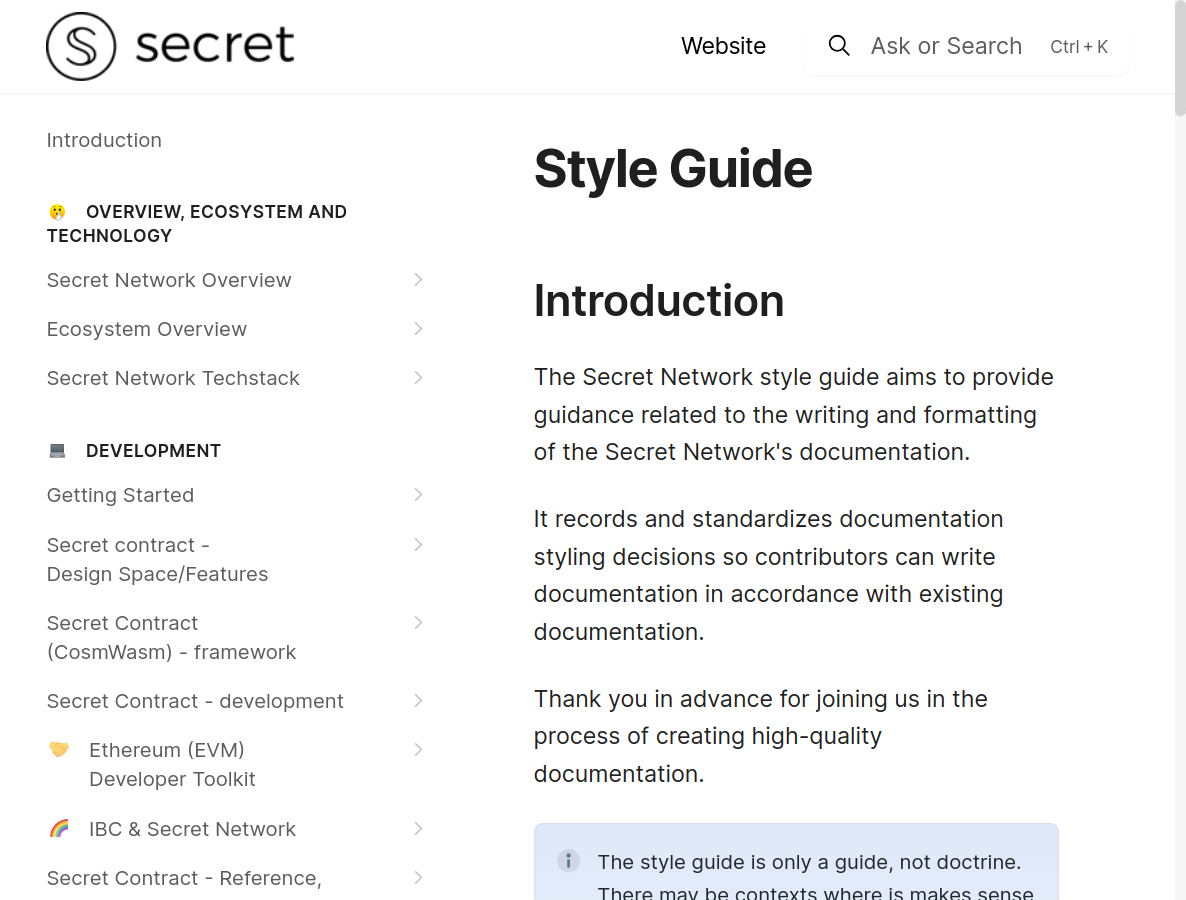 secret
Website
Ask or Search
Ctrl + K
Introduction
OVERVIEW, ECOSYSTEM AND
TECHNOLOGY
Secret Network Overview
Ecosystem Overview
Secret Network Techstack
DEVELOPMENT
Getting Started
Secret contract -
Design Space/Features
Secret Contract
(CosmWasm) - framework
Secret Contract - development
Ethereum (EVM)
Developer Toolkit
IBC & Secret Network
Secret Contract - Reference,
Style Guide
Introduction
The Secret Network style guide aims to provide
guidance related to the writing and formatting
of the Secret Network's documentation.
It records and standardizes documentation
styling decisions so contributors can write
documentation in accordance with existing
documentation.
Thank you in advance for joining us in the
process of creating high-quality
documentation.
The style guide is only a guide, not doctrine.
There may be contexts where is makes sense